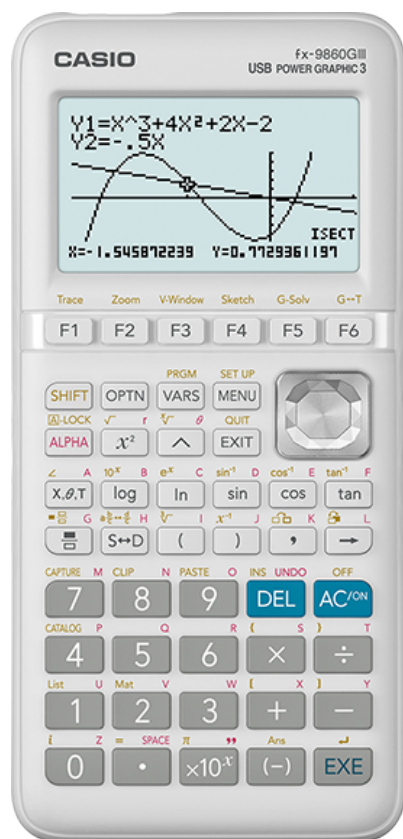 CASIO
fx-9860GIII
USB POWER GRAPHIC 3
Y1=X^3+4X²+2X-2
Y2=-.5X
ISECT
X=-1.545872239 Y=0.7729361197
Trace Zoom V-Window Sketch G-Solv G↔T
F1 F2 F3 F4 F5 F6
PRGM SET UP
SHIFT OPTN VARS MENU
A-LOCK √ r ∛ θ QUIT
ALPHA x² ^ EXIT
∠ A 10ˣ B eˣ C sin⁻¹ D cos⁻¹ E tan⁻¹ F
X,θ,T log ln sin cos tan
G H ∛ I x⁻¹ J K L
S↔D ( ) , →
CAPTURE M CLIP N PASTE O INS UNDO OFF
7 8 9 DEL AC/ON
CATALOG P Q R { S } T
4 5 6 × ÷
List U Mat V W [ X ] Y
1 2 3 + −
i Z = SPACE π " Ans ↵
0 • ×10ˣ (−) EXE